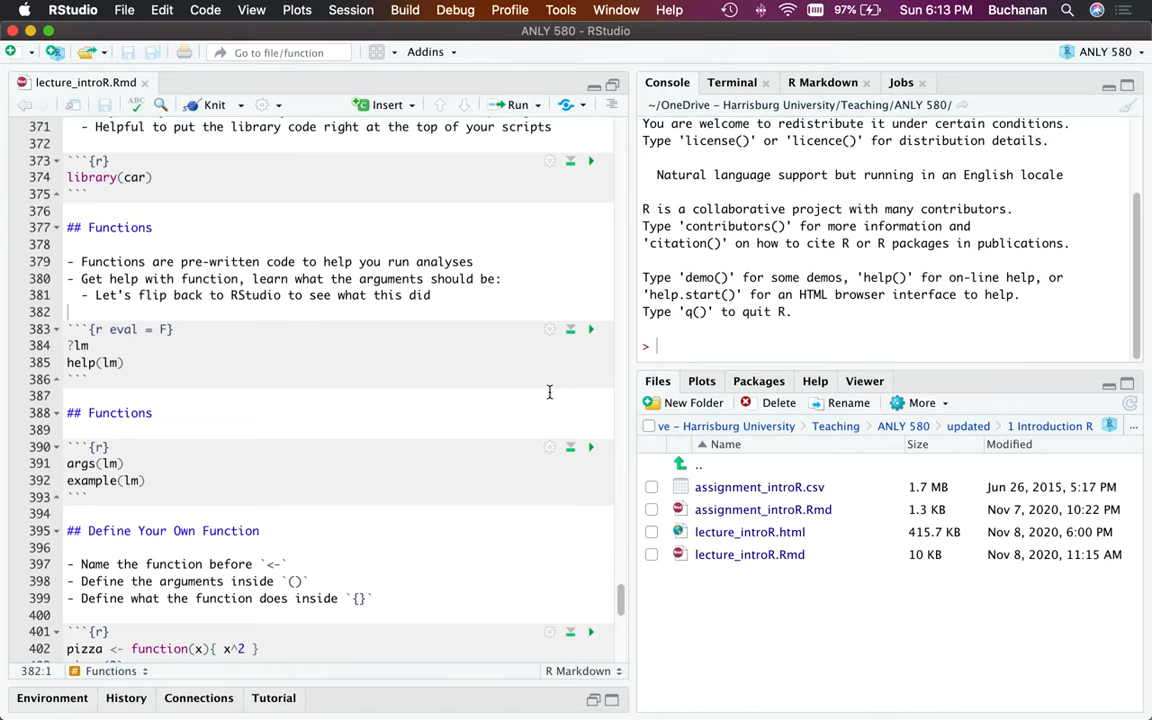 RStudio File Edit Code View Plots Session Build Debug Profile Tools Window Help 97% Sun 6:13 PM Buchanan
ANLY 580 - RStudio
Go to file/function Addins ANLY 580
lecture_introR.Rmd
ABC Knit Insert Run
371 - Helpful to put the library code right at the top of your scripts
372
373 ```{r}
374 library(car)
375 ```
376
377 ## Functions
378
379 - Functions are pre-written code to help you run analyses
380 - Get help with function, learn what the arguments should be:
381 - Let's flip back to RStudio to see what this did
382
383 ```{r eval = F}
384 ?lm
385 help(lm)
386 ```
387
388 ## Functions
389
390 ```{r}
391 args(lm)
392 example(lm)
393 ```
394
395 ## Define Your Own Function
396
397 - Name the function before `<-`
398 - Define the arguments inside `()`
399 - Define what the function does inside `{}`
400
401 ```{r}
402 pizza <- function(x){ x^2 }
382:1 # Functions R Markdown
Environment History Connections Tutorial
Console Terminal R Markdown Jobs
~/OneDrive - Harrisburg University/Teaching/ANLY 580/
You are welcome to redistribute it under certain conditions.
Type 'license()' or 'licence()' for distribution details.
Natural language support but running in an English locale
R is a collaborative project with many contributors.
Type 'contributors()' for more information and
'citation()' on how to cite R or R packages in publications.
Type 'demo()' for some demos, 'help()' for on-line help, or
'help.start()' for an HTML browser interface to help.
Type 'q()' to quit R.
>
Files Plots Packages Help Viewer
New Folder Delete Rename More
ve - Harrisburg University Teaching ANLY 580 updated 1 Introduction R ...
Name Size Modified
..
assignment_introR.csv 1.7 MB Jun 26, 2015, 5:17 PM
assignment_introR.Rmd 1.3 KB Nov 7, 2020, 10:22 PM
lecture_introR.html 415.7 KB Nov 8, 2020, 6:00 PM
lecture_introR.Rmd 10 KB Nov 8, 2020, 11:15 AM